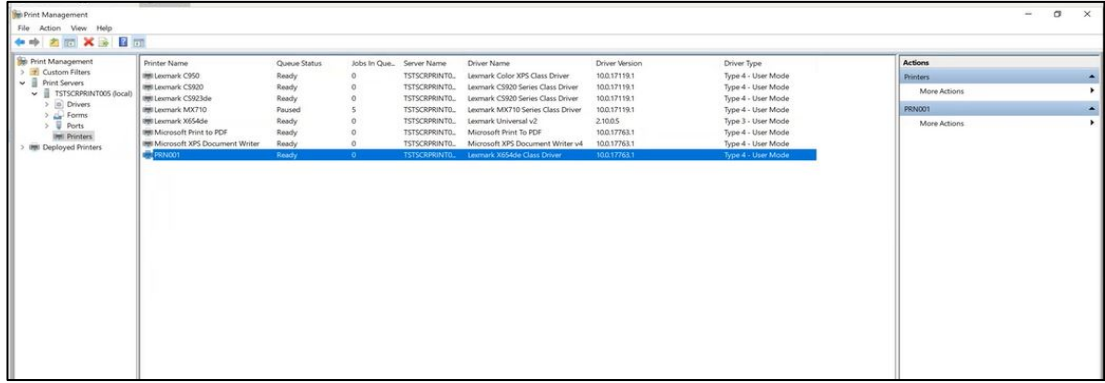 Print Management
File Action View Help
Print Management
Custom Filters
Print Servers
TSTSCRPRINT005 (local)
Drivers
Forms
Ports
Printers
Deployed Printers
Printer Name Queue Status Jobs In Que... Server Name Driver Name Driver Version Driver Type
Lexmark C950 Ready 0 TSTSCRPRINT0... Lexmark Color XPS Class Driver 10.0.17119.1 Type 4 - User Mode
Lexmark CS920 Ready 0 TSTSCRPRINT0... Lexmark CS920 Series Class Driver 10.0.17119.1 Type 4 - User Mode
Lexmark CS923de Ready 0 TSTSCRPRINT0... Lexmark CS920 Series Class Driver 10.0.17119.1 Type 4 - User Mode
Lexmark MX710 Paused 5 TSTSCRPRINT0... Lexmark MX710 Series Class Driver 10.0.17119.1 Type 4 - User Mode
Lexmark X654de Ready 0 TSTSCRPRINT0... Lexmark Universal v2 2.10.0.5 Type 3 - User Mode
Microsoft Print to PDF Ready 0 TSTSCRPRINT0... Microsoft Print To PDF 10.0.17763.1 Type 4 - User Mode
Microsoft XPS Document Writer Ready 0 TSTSCRPRINT0... Microsoft XPS Document Writer v4 10.0.17763.1 Type 4 - User Mode
PRN001 Ready 0 TSTSCRPRINT0... Lexmark X654de Class Driver 10.0.17763.1 Type 4 - User Mode
Actions
Printers
More Actions
PRN001
More Actions